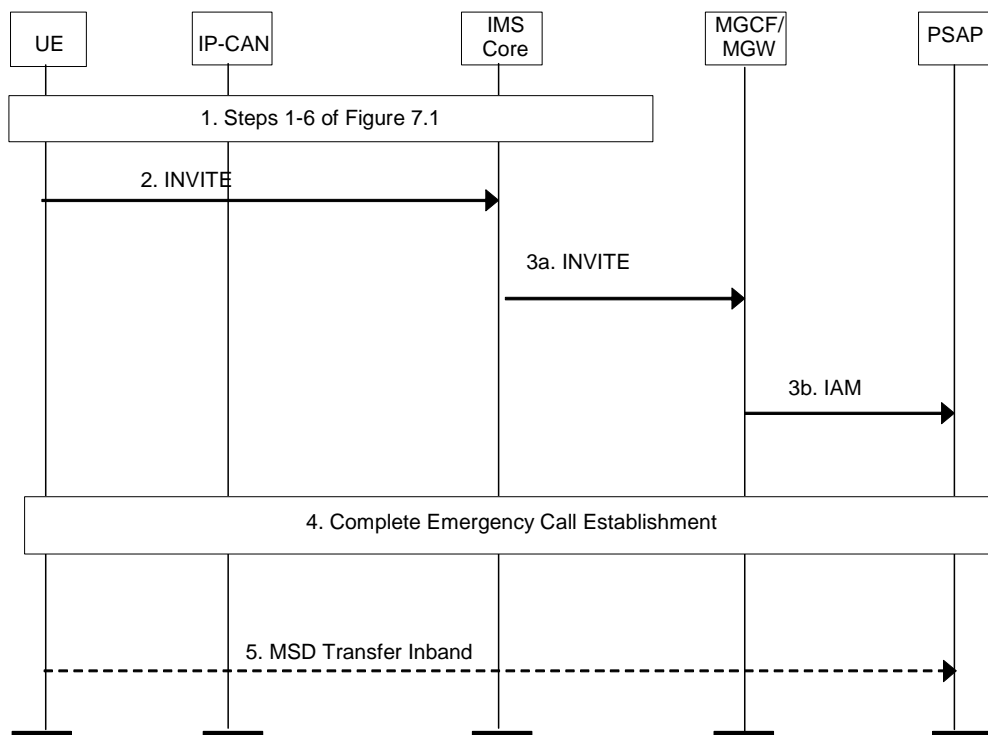 UE
IP-CAN
IMS
Core
MGCF/
MGW
PSAP
1. Steps 1-6 of Figure 7.1
2. INVITE
3a. INVITE
3b. IAM
4. Complete Emergency Call Establishment
5. MSD Transfer Inband